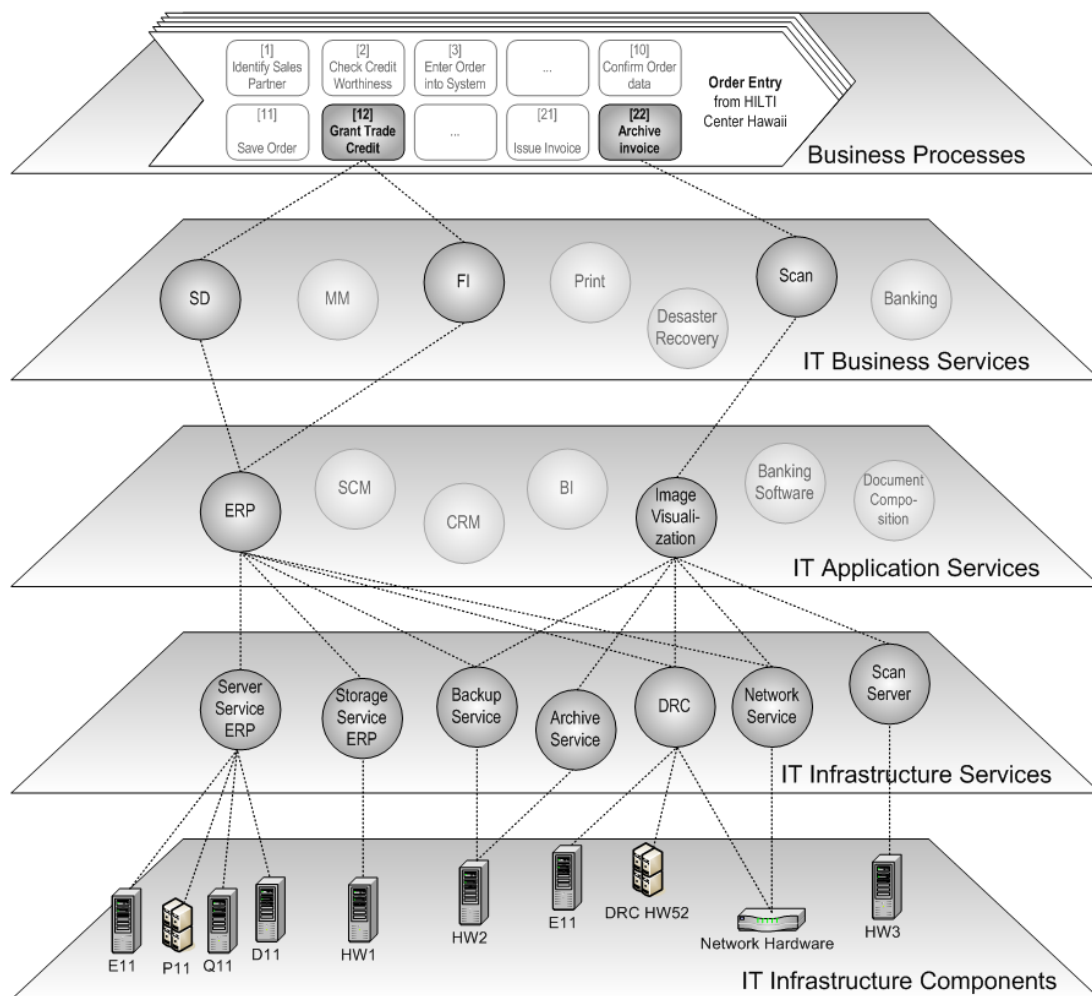 [1]
Identify Sales
Partner
[2]
Check Credit
Worthiness
[3]
Enter Order
into System
...
[10]
Confirm Order
data
[11]
Save Order
[12]
Grant Trade
Credit
...
[21]
Issue Invoice
[22]
Archive
invoice
Order Entry
from HILTI
Center Hawaii
Business Processes
SD
MM
FI
Print
Desaster
Recovery
Scan
Banking
IT Business Services
ERP
SCM
CRM
BI
Image
Visuali-
zation
Banking
Software
Document
Compo-
sition
IT Application Services
Server
Service
ERP
Storage
Service
ERP
Backup
Service
Archive
Service
DRC
Network
Service
Scan
Server
IT Infrastructure Services
E11
P11
Q11
D11
HW1
HW2
E11
DRC HW52
Network Hardware
HW3
IT Infrastructure Components